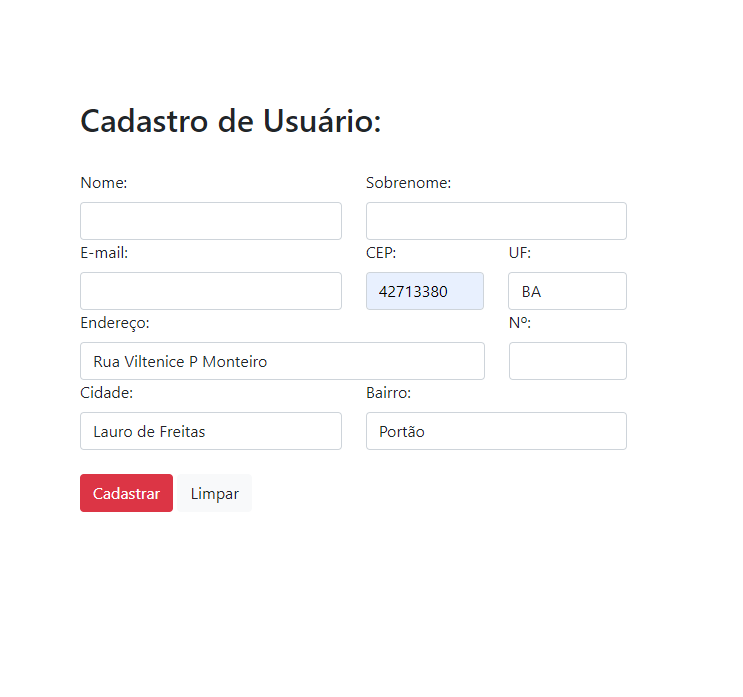 Cadastro de Usuário:
Nome: Sobrenome:
E-mail: CEP: UF:
42713380 BA
Endereço: Nº:
Rua Viltenice P Monteiro
Cidade: Bairro:
Lauro de Freitas Portão
Cadastrar Limpar